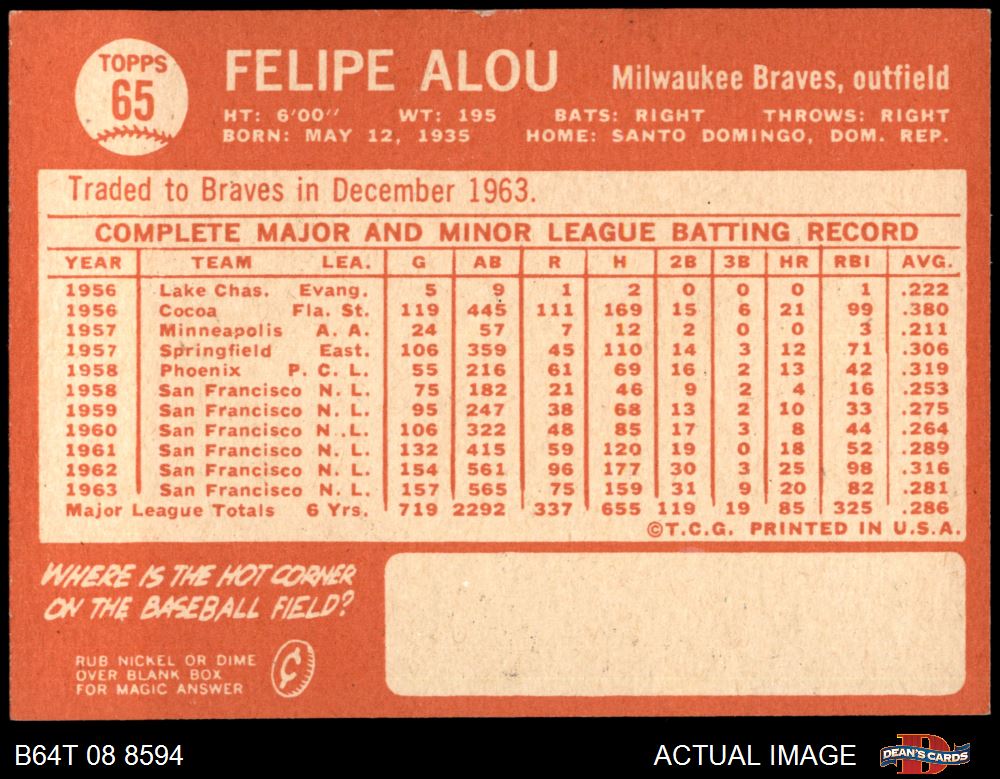 TOPPS
65
FELIPE ALOU
Milwaukee Braves, outfield
HT: 6'00" WT: 195 BATS: RIGHT THROWS: RIGHT
BORN: MAY 12, 1935 HOME: SANTO DOMINGO, DOM. REP.
Traded to Braves in December 1963.
COMPLETE MAJOR AND MINOR LEAGUE BATTING RECORD
YEAR TEAM LEA. G AB R H 2B 3B HR RBI AVG.
1956 Lake Chas. Evang. 5 9 1 2 0 0 0 1 .222
1956 Cocoa Fla. St. 119 445 111 169 15 6 21 99 .380
1957 Minneapolis A. A. 24 57 7 12 2 0 0 3 .211
1957 Springfield East. 106 359 45 110 14 3 12 71 .306
1958 Phoenix P. C. L. 55 216 61 69 16 2 13 42 .319
1958 San Francisco N. L. 75 182 21 46 9 2 4 16 .253
1959 San Francisco N. L. 95 247 38 68 13 2 10 33 .275
1960 San Francisco N. L. 106 322 48 85 17 3 8 44 .264
1961 San Francisco N. L. 132 415 59 120 19 0 18 52 .289
1962 San Francisco N. L. 154 561 96 177 30 3 25 98 .316
1963 San Francisco N. L. 157 565 75 159 31 9 20 82 .281
Major League Totals 6 Yrs. 719 2292 337 655 119 19 85 325 .286
©T.C.G. PRINTED IN U.S.A.
WHERE IS THE HOT CORNER
ON THE BASEBALL FIELD?
RUB NICKEL OR DIME
OVER BLANK BOX
FOR MAGIC ANSWER
¢
B64T 08 8594
ACTUAL IMAGE
D
DEAN'S CARDS